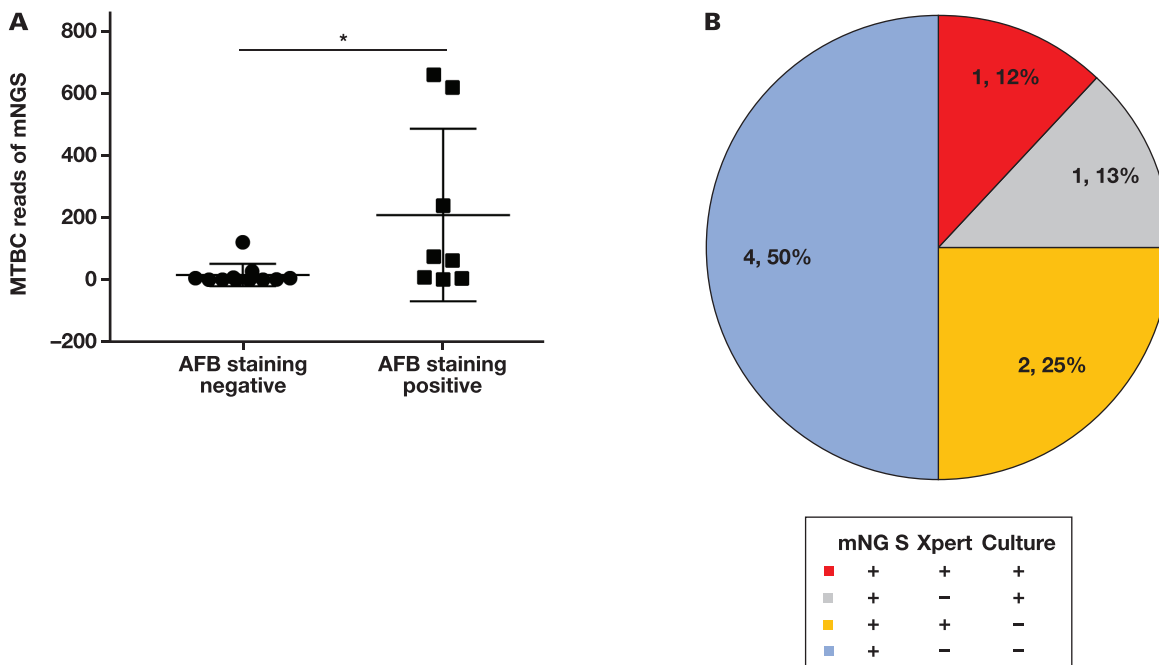 A
MTBC reads of mNGS
800
600
400
200
0
–200
*
AFB staining
negative
AFB staining
positive
B
1, 12%
1, 13%
2, 25%
4, 50%
mNG S Xpert Culture
+ + +
+ – +
+ + –
+ – –